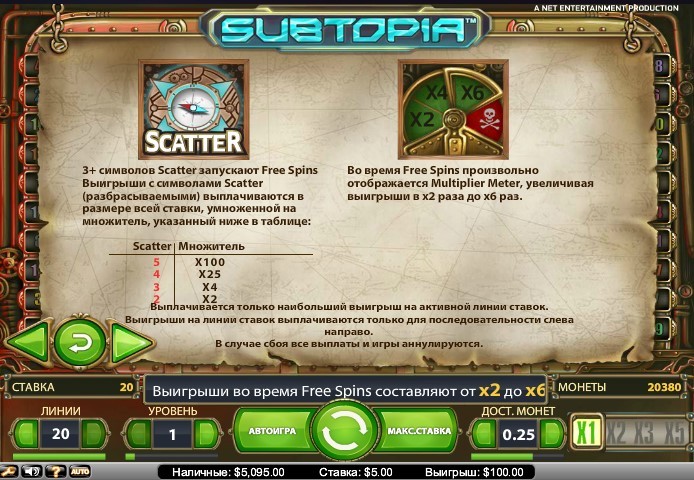 A NET ENTERTAINMENT PRODUCTION
SUBTOPIA™
SCATTER
X2 X4 X6
3+ символов Scatter запускают Free Spins
Выигрыши с символами Scatter
(разбрасываемыми) выплачиваются в
размере всей ставки, умноженной на
множитель, указанный ниже в таблице:
Во время Free Spins произвольно
отображается Multiplier Meter, увеличивая
выигрыши в x2 раза до x6 раз.
Scatter Множитель
5 X100
4 X25
3 X4
2 X2
Выплачивается только наибольший выигрыш на активной линии ставок.
Выигрыши на линии ставок выплачиваются только для последовательности слева
направо.
В случае сбоя все выплаты и игры аннулируются.
СТАВКА 20
Выигрыши во время Free Spins составляют от x2 до x6
МОНЕТЫ 20380
ЛИНИИ УРОВЕНЬ ДОСТ. МОНЕТ
20 1 АВТОИГРА МАКС.СТАВКА 0.25 X1 X2 X3 X5
? AUTO Наличные: $5,095.00 Ставка: $5.00 Выигрыш: $100.00